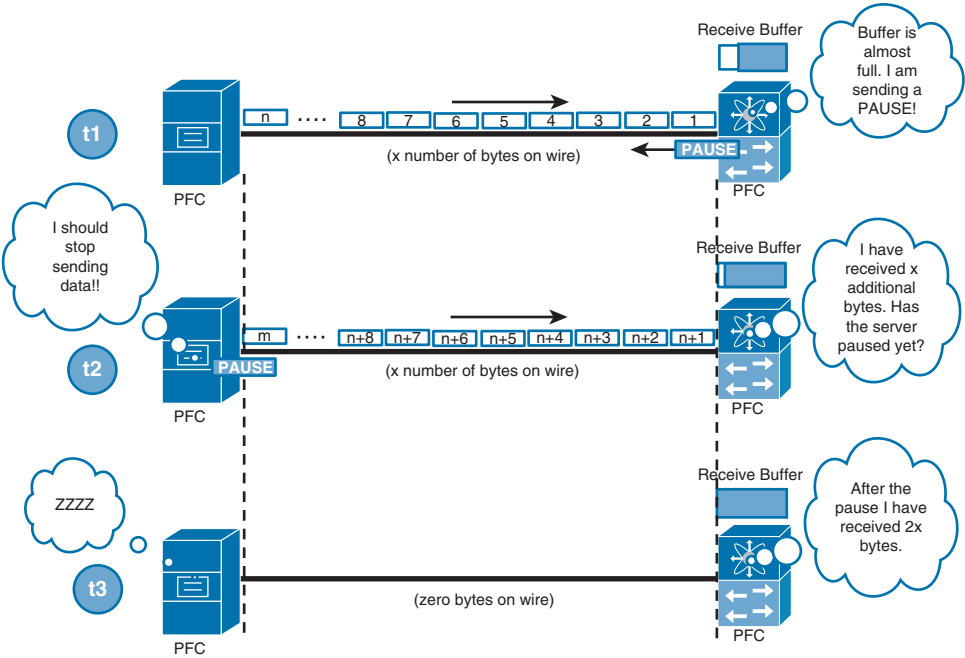 Receive Buffer
Buffer is
almost
full. I am
sending a
PAUSE!
t1
n .... 8 7 6 5 4 3 2 1
(x number of bytes on wire)
PAUSE
PFC
PFC
I should
stop
sending
data!!
Receive Buffer
I have
received x
additional
bytes. Has
the server
paused yet?
m .... n+8 n+7 n+6 n+5 n+4 n+3 n+2 n+1
t2
PAUSE
(x number of bytes on wire)
PFC
PFC
Receive Buffer
ZZZZ
After the
pause I have
received 2x
bytes.
t3
(zero bytes on wire)
PFC
PFC